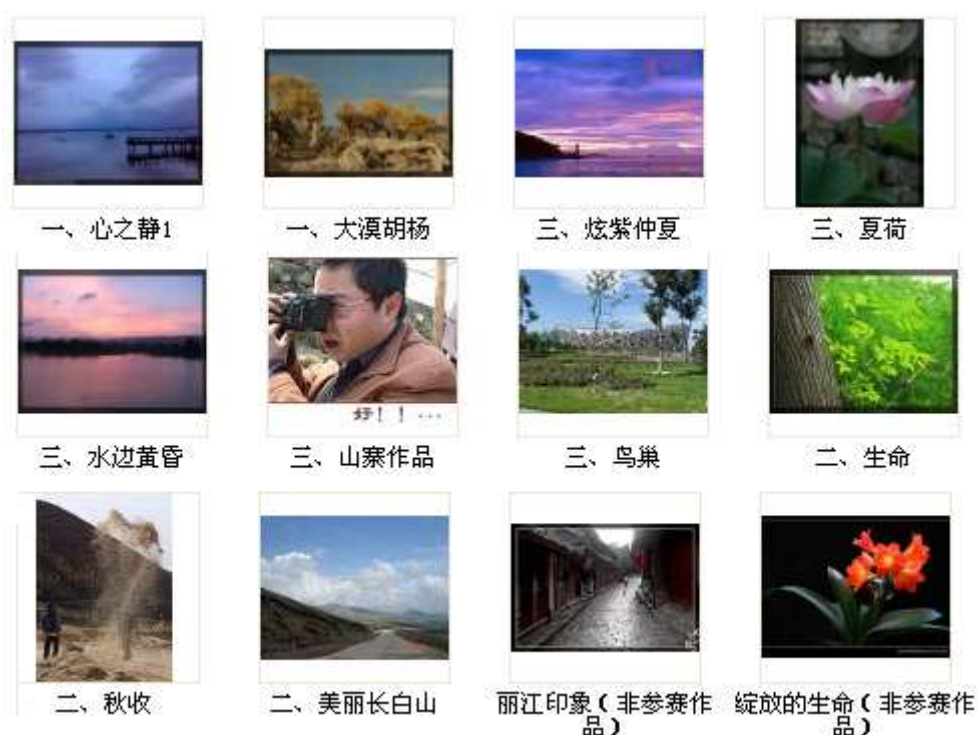 一、心之静1
一、大漠胡杨
三、炫紫仲夏
三、夏荷
好！！...
三、水边黄昏
三、山寨作品
三、鸟巢
二、生命
二、秋收
二、美丽长白山
丽江印象(非参赛作
品)
绽放的生命(非参赛作
品)